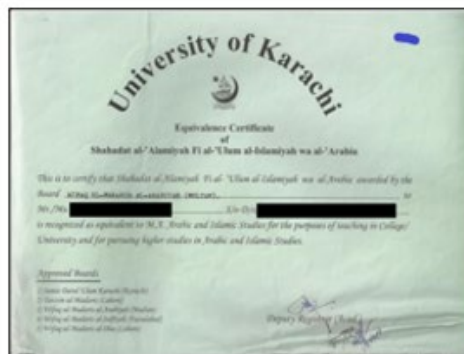 University of Karachi
Equivalence Certificate
of
Shahadat al-'Alamiyah Fi al-'Ulum al-Islamiyah wa al-'Arabia
This is to certify that Shahadat al-Alamiyah Fi al- 'Ulum al-Islamiyah wa al-'Arabia awarded by the
Board to
Mr./Ms. S/o-D/o
is recognized as equivalent to M.A. Arabic and Islamic Studies for the purposes of teaching in College/
University and for pursuing higher studies in Arabic and Islamic Studies.
Approved Boards
Deputy Registrar (Acad.)